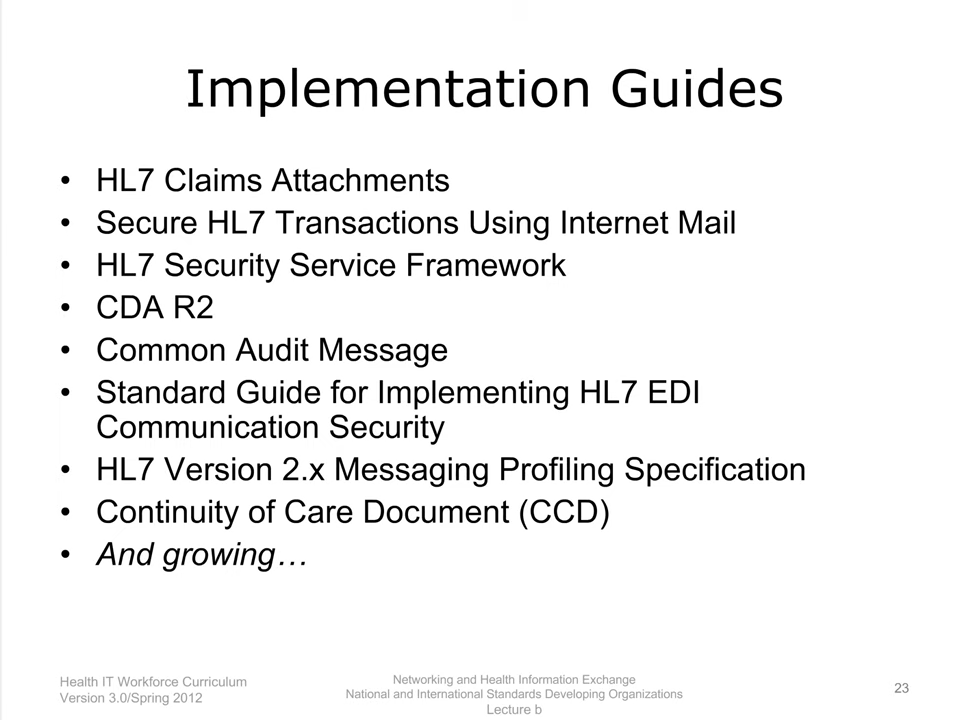 Implementation Guides
• HL7 Claims Attachments
• Secure HL7 Transactions Using Internet Mail
• HL7 Security Service Framework
• CDA R2
• Common Audit Message
• Standard Guide for Implementing HL7 EDI
Communication Security
• HL7 Version 2.x Messaging Profiling Specification
• Continuity of Care Document (CCD)
• And growing…
Health IT Workforce Curriculum
Version 3.0/Spring 2012
Networking and Health Information Exchange
National and International Standards Developing Organizations
Lecture b
23